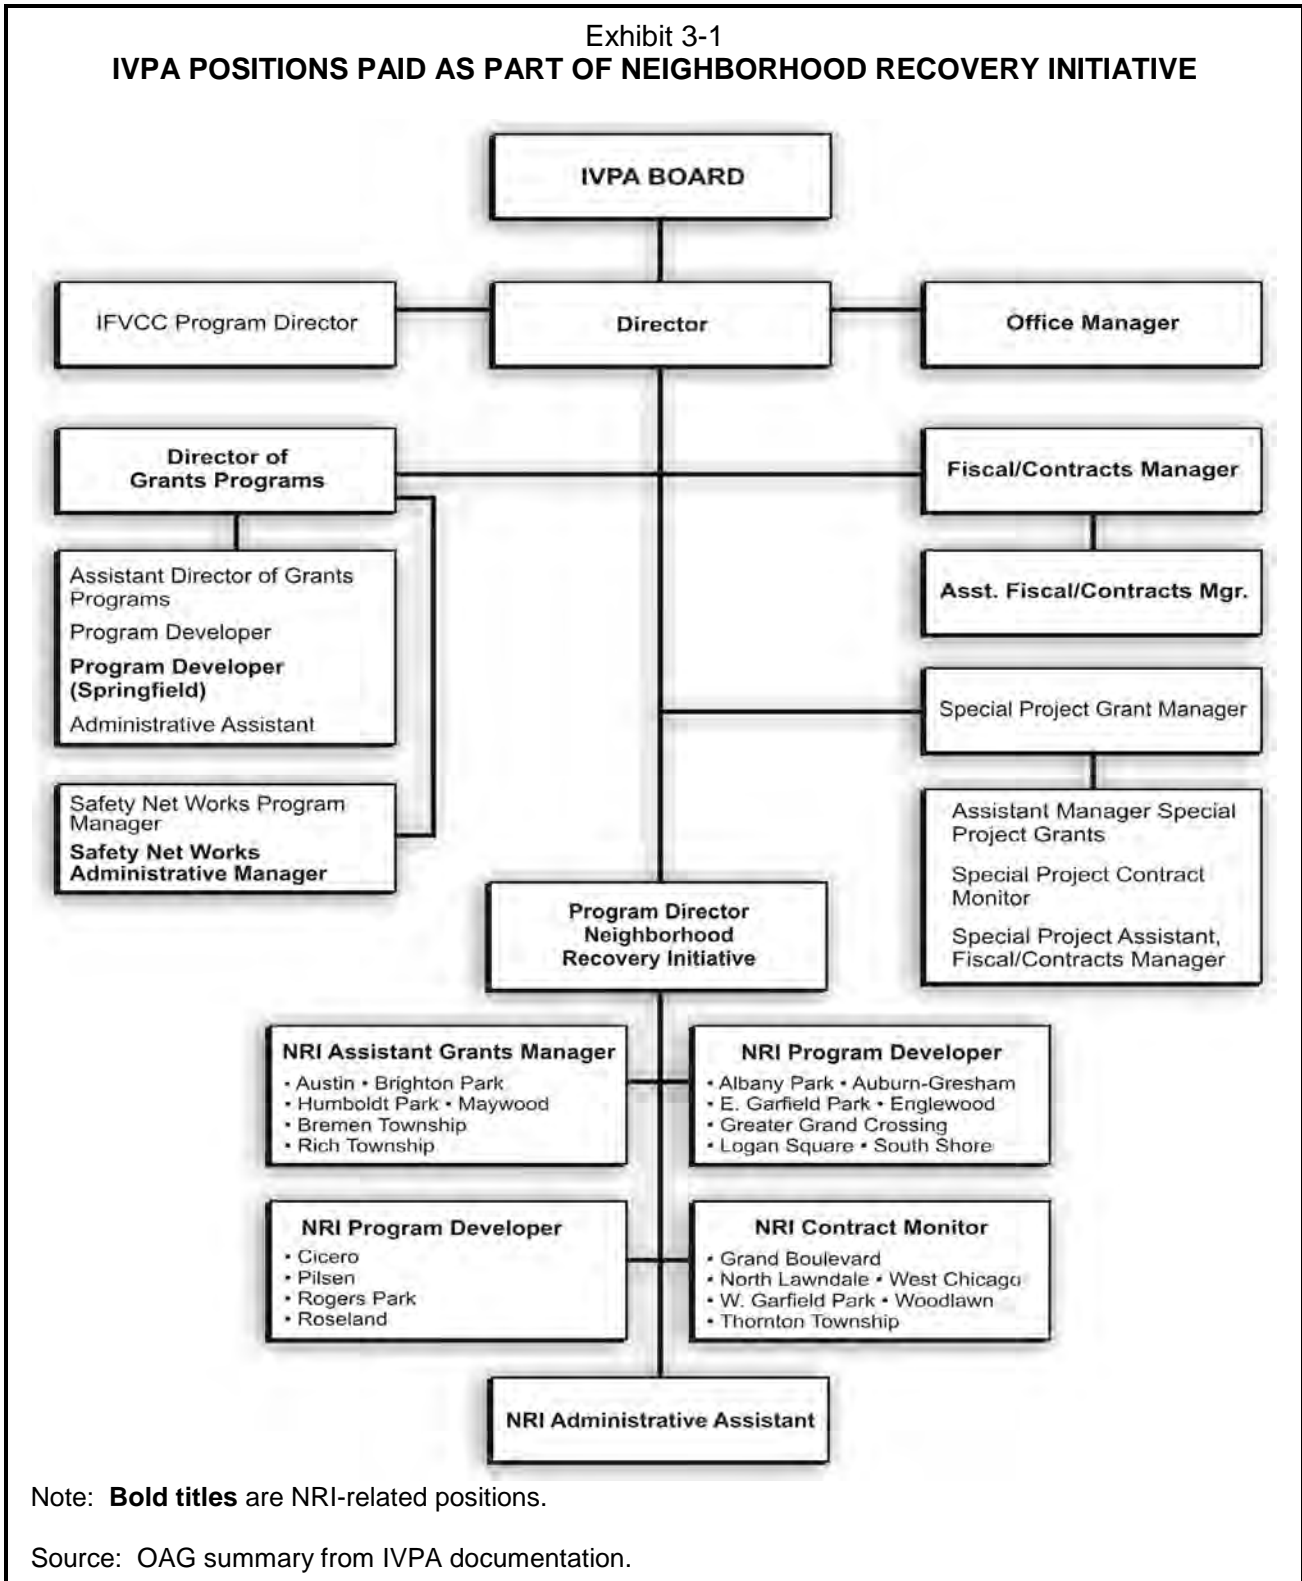 Exhibit 3-1
IVPA POSITIONS PAID AS PART OF NEIGHBORHOOD RECOVERY INITIATIVE
IVPA BOARD
IFVCC Program Director
Director
Office Manager
Director of
Grants Programs
Fiscal/Contracts Manager
Assistant Director of Grants
Programs
Program Developer
Program Developer
(Springfield)
Administrative Assistant
Asst. Fiscal/Contracts Mgr.
Special Project Grant Manager
Safety Net Works Program
Manager
Safety Net Works
Administrative Manager
Assistant Manager Special
Project Grants
Special Project Contract
Monitor
Special Project Assistant,
Fiscal/Contracts Manager
Program Director
Neighborhood
Recovery Initiative
NRI Assistant Grants Manager
• Austin • Brighton Park
• Humboldt Park • Maywood
• Bremen Township
• Rich Township
NRI Program Developer
• Albany Park • Auburn-Gresham
• E. Garfield Park • Englewood
• Greater Grand Crossing
• Logan Square • South Shore
NRI Program Developer
• Cicero
• Pilsen
• Rogers Park
• Roseland
NRI Contract Monitor
• Grand Boulevard
• North Lawndale • West Chicago
• W. Garfield Park • Woodlawn
• Thornton Township
NRI Administrative Assistant
Note: Bold titles are NRI-related positions.
Source: OAG summary from IVPA documentation.